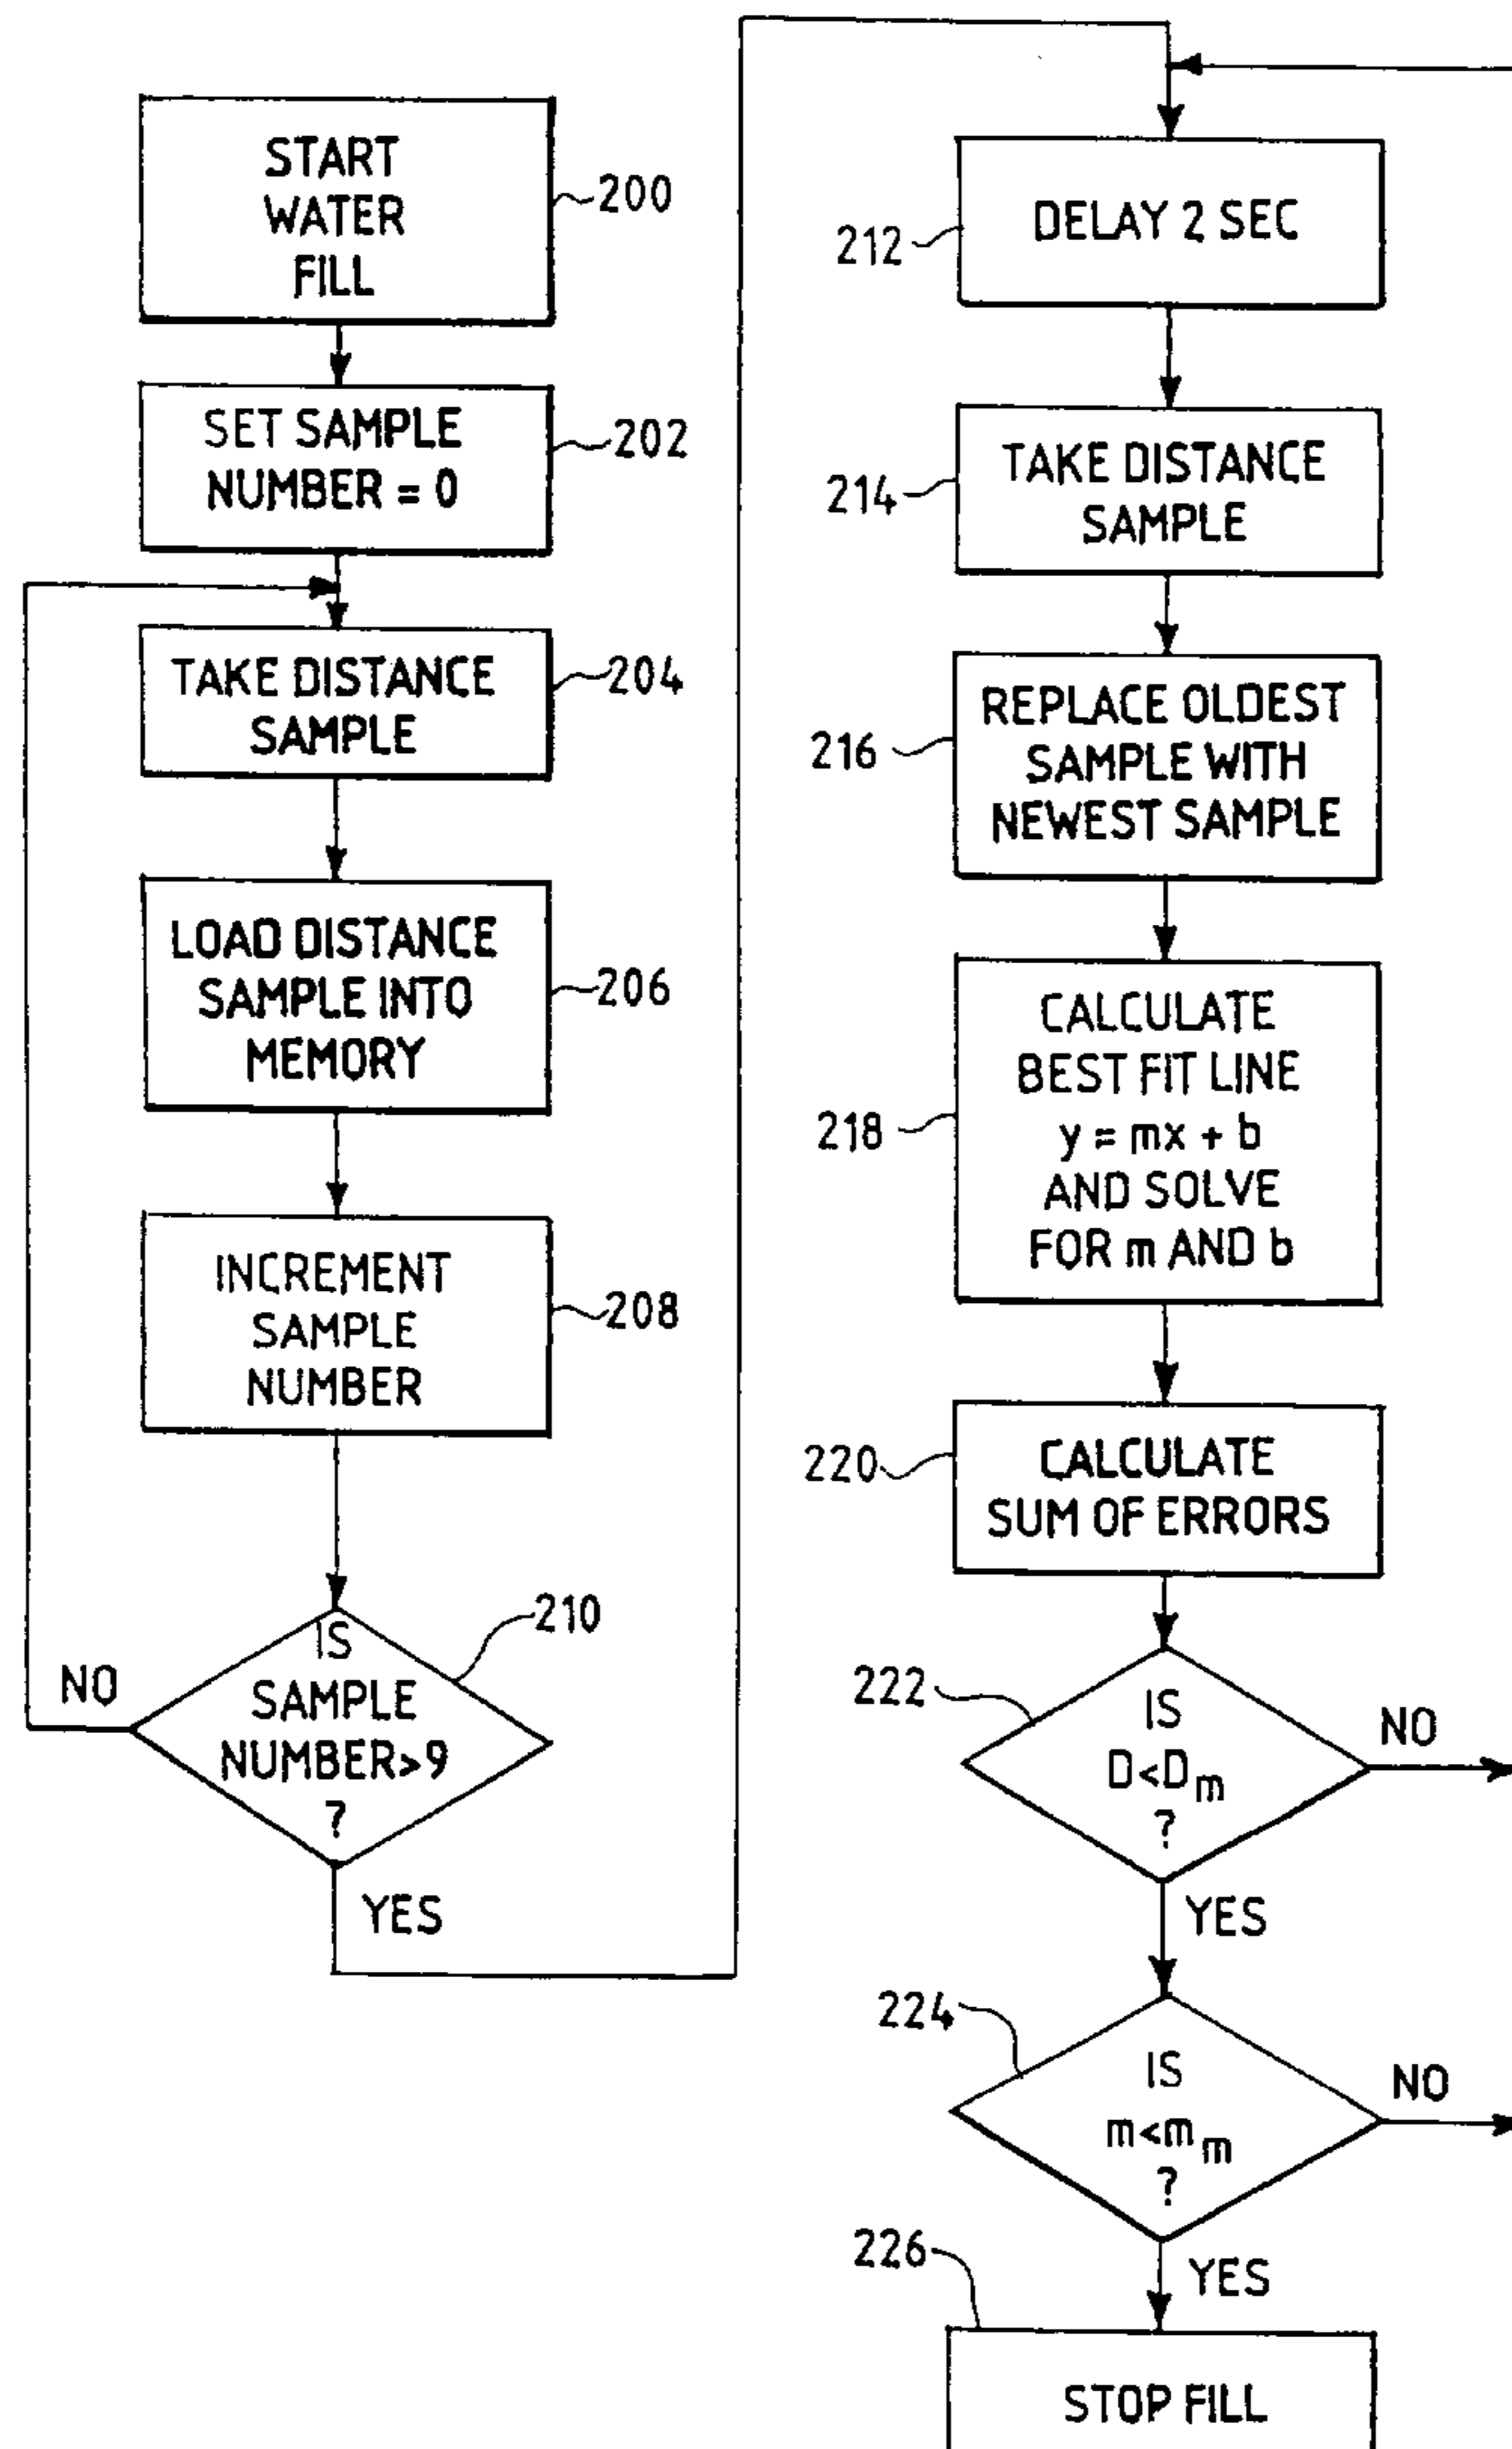 START
WATER
FILL
200
SET SAMPLE
NUMBER = 0
202
TAKE DISTANCE
SAMPLE
204
LOAD DISTANCE
SAMPLE INTO
MEMORY
206
INCREMENT
SAMPLE
NUMBER
208
IS
SAMPLE
NUMBER>9
?
210
NO
YES
DELAY 2 SEC
212
TAKE DISTANCE
SAMPLE
214
REPLACE OLDEST
SAMPLE WITH
NEWEST SAMPLE
216
CALCULATE
BEST FIT LINE
y = mx + b
AND SOLVE
FOR m AND b
218
CALCULATE
SUM OF ERRORS
220
IS
D<Dm
?
222
NO
YES
IS
m<mm
?
224
NO
YES
STOP FILL
226